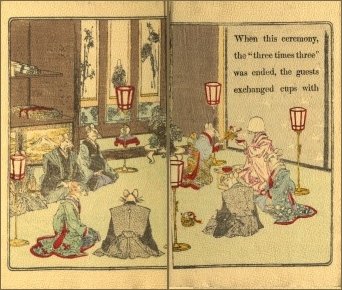 When this ceremony,
the "three times three"
was ended, the guests
exchanged cups with